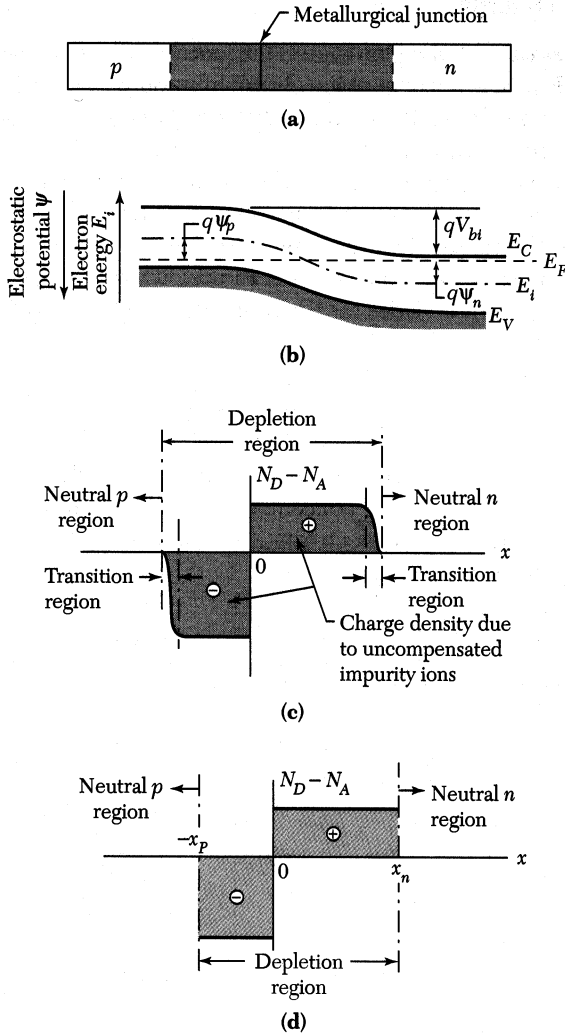 Metallurgical junction
p
n
(a)
Electrostatic
potential ψ
Electron
energy E_i
qψ_p
qV_bi
E_C
E_F
qψ_n
E_i
E_V
(b)
Depletion
region
N_D – N_A
Neutral p
region
Neutral n
region
+
0
x
Transition
region
–
Transition
region
Charge density due
to uncompensated
impurity ions
(c)
Neutral p
region
N_D – N_A
Neutral n
region
+
–x_p
0
x_n
x
–
Depletion
region
(d)